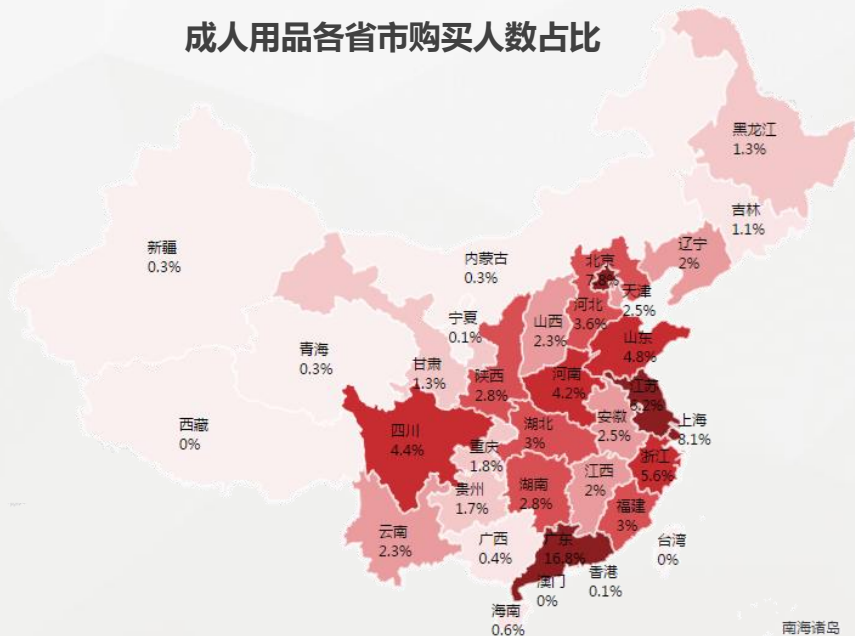 成人用品各省市购买人数占比
黑龙江
1.3%
吉林
1.1%
辽宁
2%
新疆
0.3%
内蒙古
0.3%
北京
7.8%
天津
2.5%
河北
3.6%
宁夏
0.1%
山西
2.3%
山东
4.8%
青海
0.3%
甘肃
1.3%
陕西
2.8%
河南
4.2%
江苏
6.2%
西藏
0%
四川
4.4%
重庆
1.8%
湖北
3%
安徽
2.5%
上海
8.1%
浙江
5.6%
贵州
1.7%
湖南
2.8%
江西
2%
福建
3%
云南
2.3%
广西
0.4%
广东
16.8%
台湾
0%
澳门
0%
香港
0.1%
海南
0.6%
南海诸岛